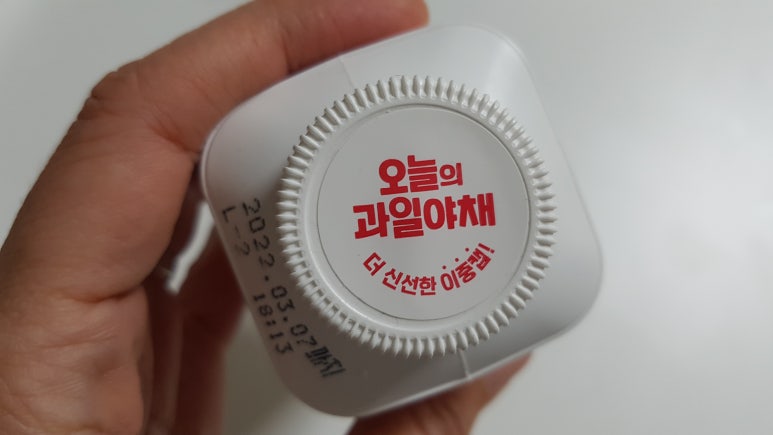 오늘의
과일야채
더 신선한 이중캡!
2022.03.07 까지
L-2 18:13